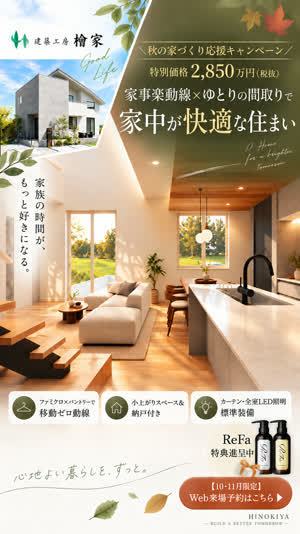 建築工房 檜家
Good Life
\ 秋の家づくり応援キャンペーン /
特別価格 2,850万円(税抜)
家事楽動線×ゆとりの間取りで
家中が快適な住まい
A Home
for a brighter
tomorrow
家族の時間が、
もっと好きになる。
ファミクロ×パントリーで
移動ゼロ動線
小上がりスペース&
納戸付き
カーテン・全室LED照明
標準装備
ReFa
特典進呈中
心地よい暮らしを、ずっと。
【10-11月限定】
Web来場予約はこちら ▶
HINOKIYA
BUILD A BETTER TOMORROW